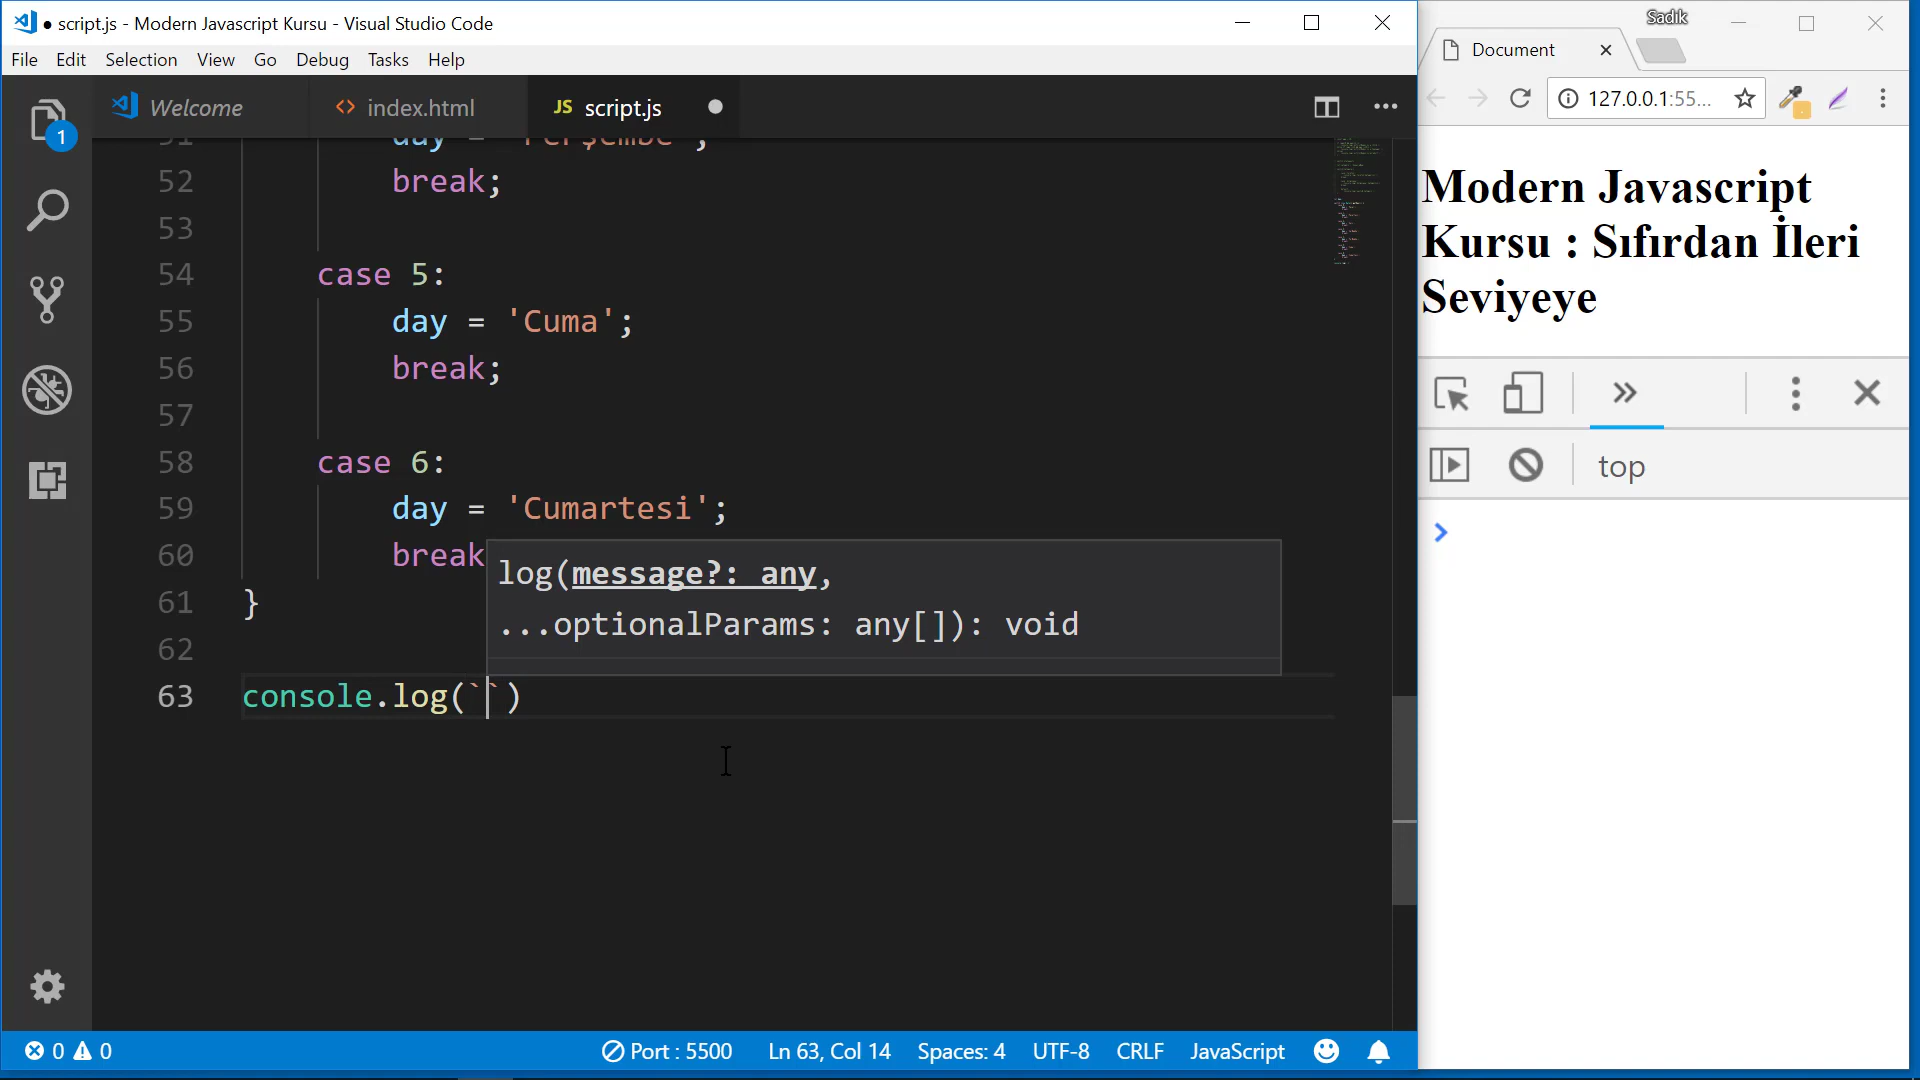 script.js - Modern Javascript Kursu - Visual Studio Code
File Edit Selection View Go Debug Tasks Help
1
Welcome
<> index.html
JS script.js
day =
52 break;
53
54 case 5:
55 day = 'Cuma';
56 break;
57
58 case 6:
59 day = 'Cumartesi';
60 break
61 }
62
63 console.log(``)
log(message?: any,
...optionalParams: any[]): void
0 0
Port : 5500
Ln 63, Col 14
Spaces: 4
UTF-8
CRLF
JavaScript
Sadık
Document
127.0.0.1:55...
Modern Javascript
Kursu : Sıfırdan İleri
Seviyeye
top